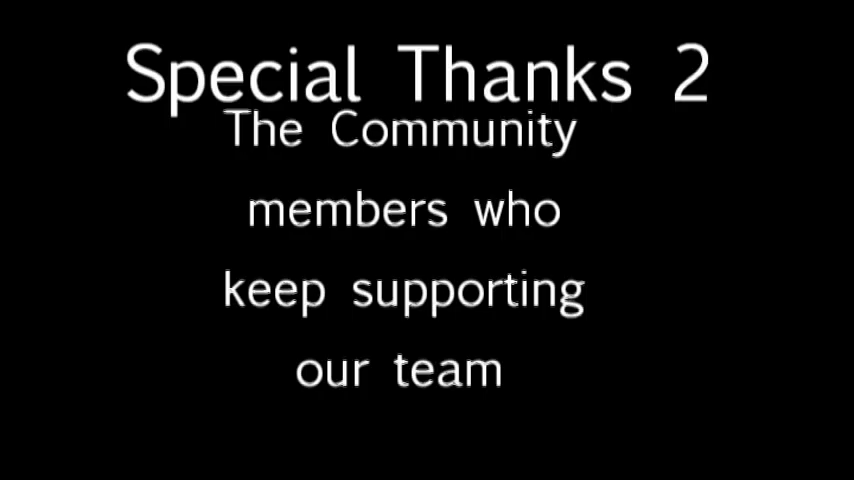 Special Thanks 2
The Community
members who
keep supporting
our team